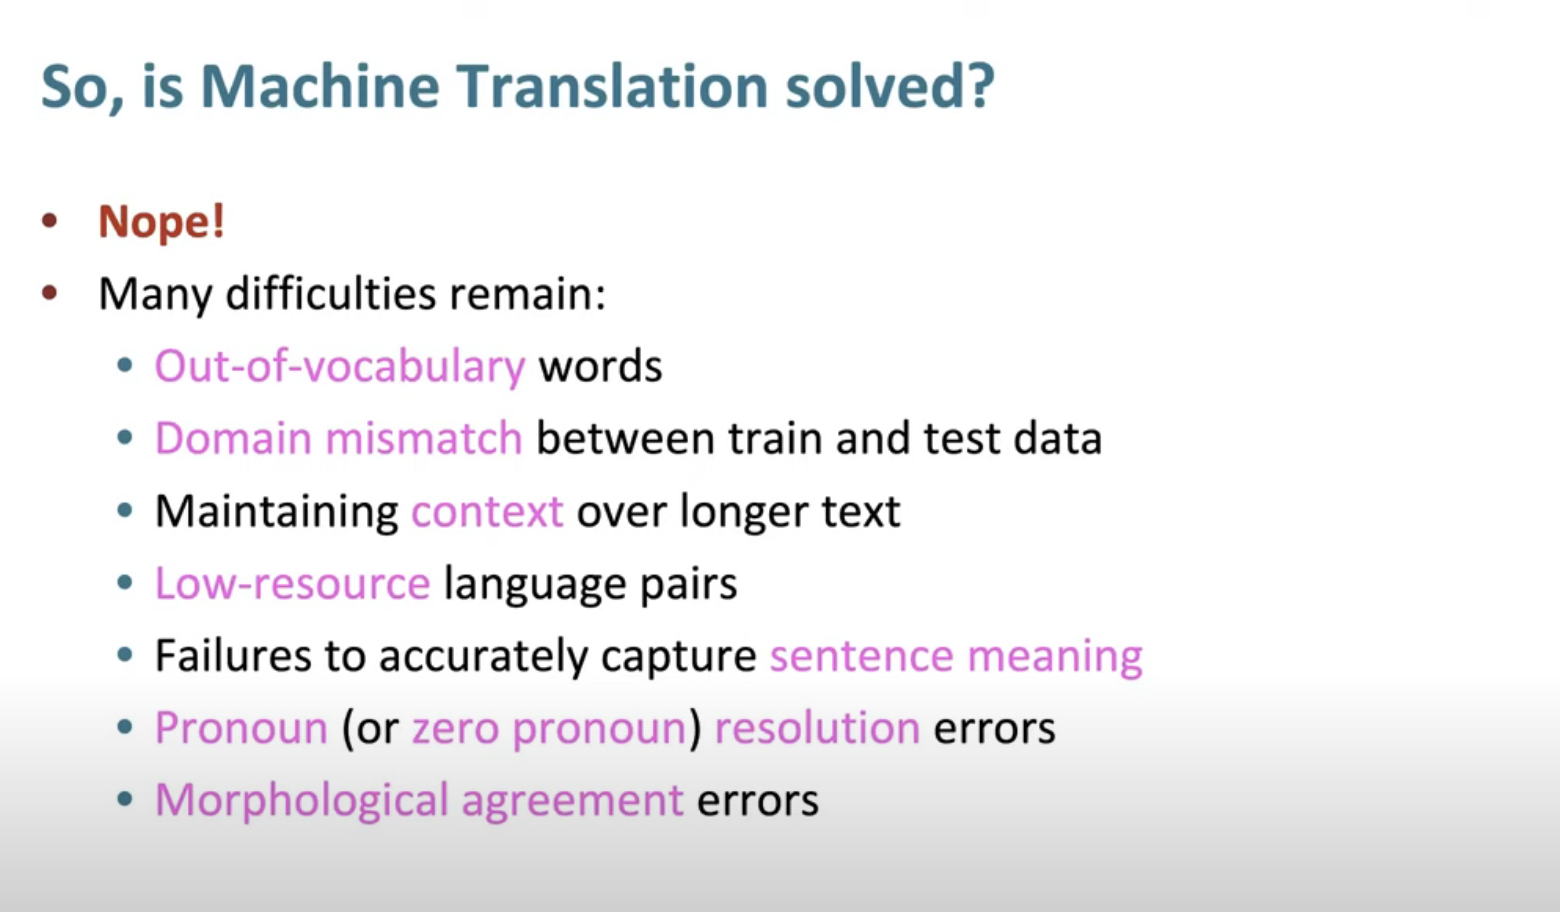 So, is Machine Translation solved?
• Nope!
• Many difficulties remain:
• Out-of-vocabulary words
• Domain mismatch between train and test data
• Maintaining context over longer text
• Low-resource language pairs
• Failures to accurately capture sentence meaning
• Pronoun (or zero pronoun) resolution errors
• Morphological agreement errors